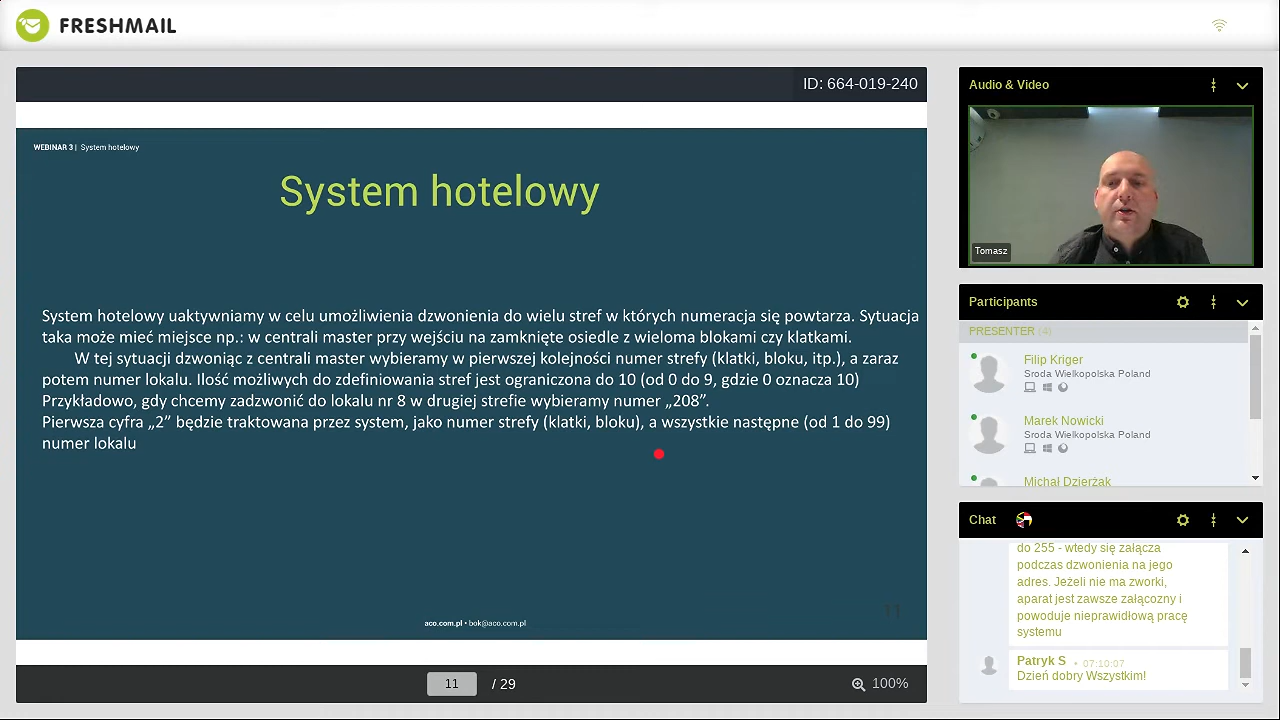 FRESHMAIL
ID: 664-019-240
WEBINAR 3 | System hotelowy
System hotelowy
System hotelowy uaktywniamy w celu umożliwienia dzwonienia do wielu stref w których numeracja się powtarza. Sytuacja
taka może mieć miejsce np.: w centrali master przy wejściu na zamknięte osiedle z wieloma blokami czy klatkami.
W tej sytuacji dzwoniąc z centrali master wybieramy w pierwszej kolejności numer strefy (klatki, bloku, itp.), a zaraz
potem numer lokalu. Ilość możliwych do zdefiniowania stref jest ograniczona do 10 (od 0 do 9, gdzie 0 oznacza 10)
Przykładowo, gdy chcemy zadzwonić do lokalu nr 8 w drugiej strefie wybieramy numer „208”.
Pierwsza cyfra „2” będzie traktowana przez system, jako numer strefy (klatki, bloku), a wszystkie następne (od 1 do 99)
numer lokalu
11
aco.com.pl • bok@aco.com.pl
11 / 29
100%
Audio & Video
Tomasz
Participants
PRESENTER (4)
Filip Kriger
Sroda Wielkopolska Poland
Marek Nowicki
Sroda Wielkopolska Poland
Michał Dzierżak
Chat
do 255 - wtedy się załącza
podczas dzwonienia na jego
adres. Jeżeli nie ma zworki,
aparat jest zawsze załącozny i
powoduje nieprawidłową pracę
systemu
Patryk S • 07:10:07
Dzień dobry Wszystkim!